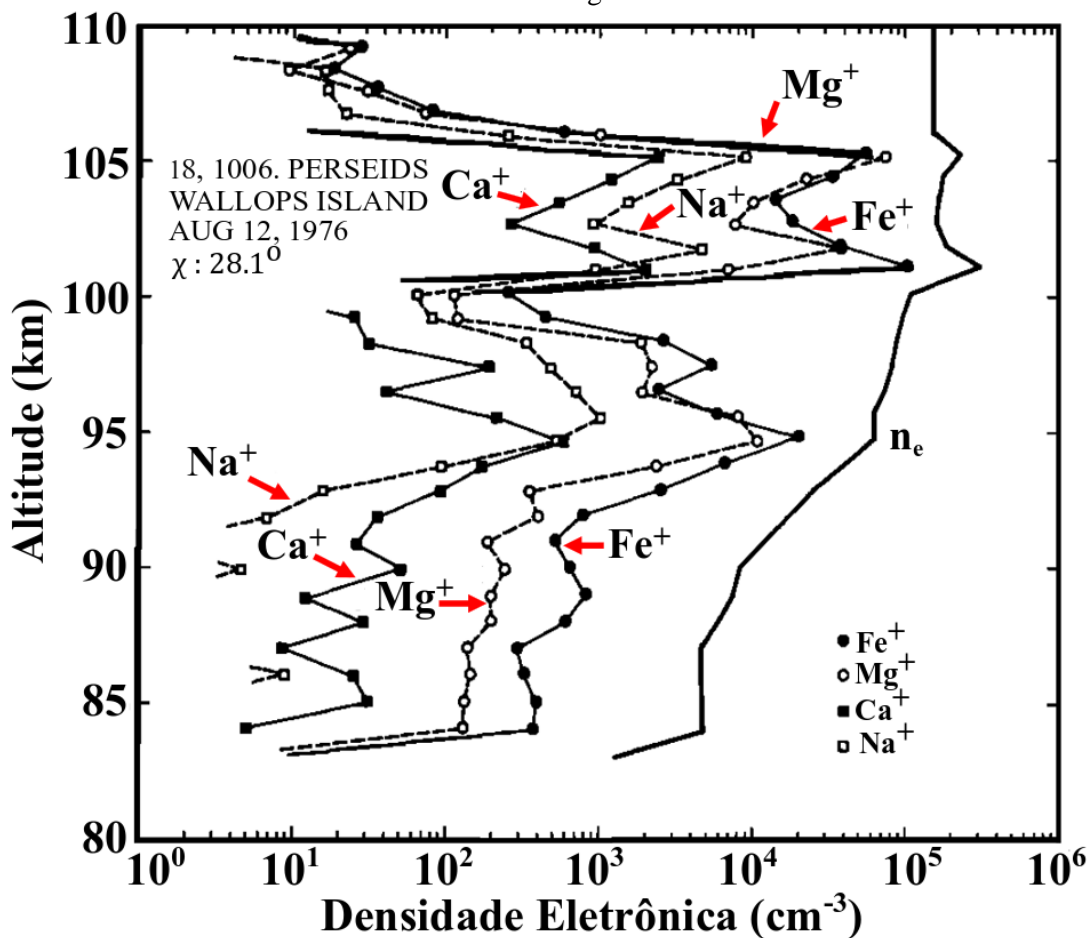 g
110
105
100
95
90
85
80
Altitude (km)
18, 1006. PERSEIDS
WALLOPS ISLAND
AUG 12, 1976
χ : 28.1⁰
Mg⁺
Ca⁺
Na⁺
Fe⁺
nₑ
Na⁺
Ca⁺
Mg⁺
Fe⁺
Fe⁺
Mg⁺
Ca⁺
Na⁺
10⁰ 10¹ 10² 10³ 10⁴ 10⁵ 10⁶
Densidade Eletrônica (cm⁻³)